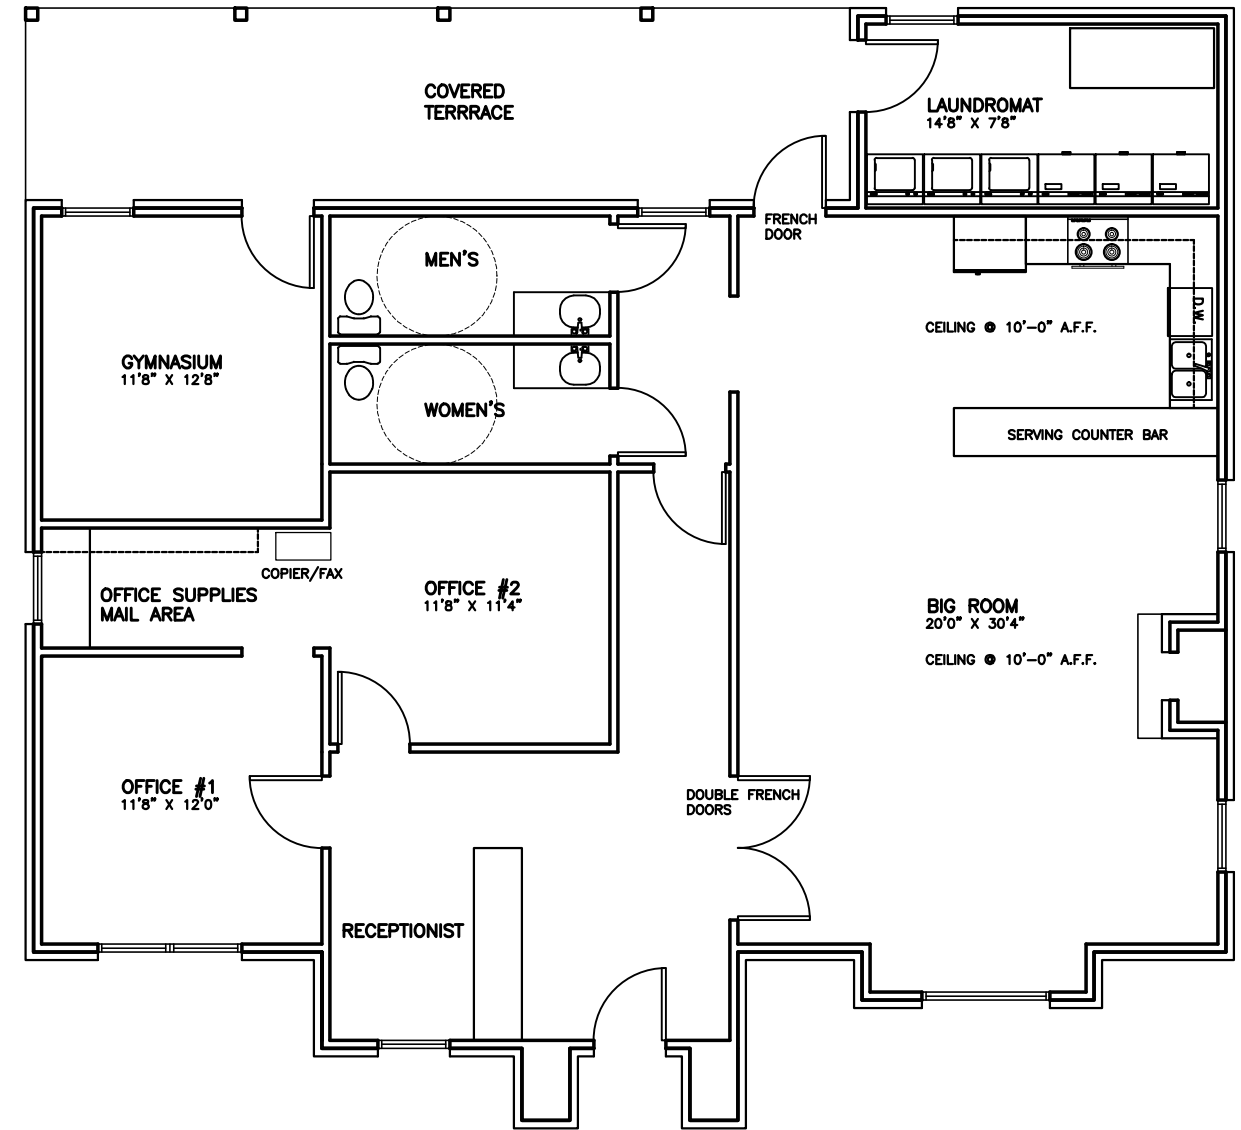 COVERED
TERRRACE
LAUNDROMAT
14'8" X 7'8"
FRENCH
DOOR
MEN'S
D.W.
CEILING @ 10'-0" A.F.F.
GYMNASIUM
11'8" X 12'8"
WOMEN'S
SERVING COUNTER BAR
COPIER/FAX
OFFICE SUPPLIES
MAIL AREA
OFFICE #2
11'8" X 11'4"
BIG ROOM
20'0" X 30'4"
CEILING @ 10'-0" A.F.F.
OFFICE #1
11'8" X 12'0"
DOUBLE FRENCH
DOORS
RECEPTIONIST